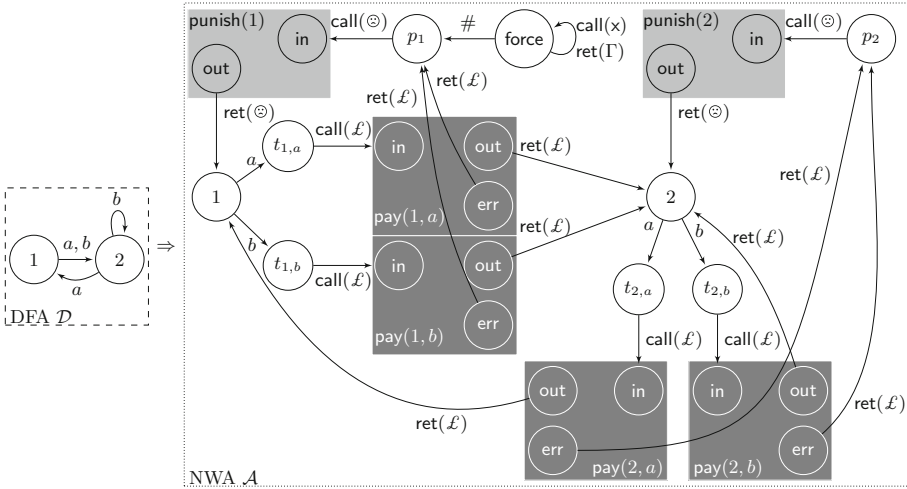 punish(1)
in
out
call(☹)
p₁
#
force
call(x)
ret(Γ)
punish(2)
in
out
call(☹)
p₂
ret(☹)
ret(£)
ret(£)
ret(☹)
1
a
t₁,ₐ
call(£)
in
out
err
pay(1, a)
ret(£)
2
ret(£)
b
t₁,b
call(£)
in
out
err
pay(1, b)
ret(£)
a
b
ret(£)
t₂,ₐ
t₂,b
call(£)
call(£)
1
a, b
2
b
a
DFA 𝒟
⇒
out
in
err
pay(2, a)
in
out
err
pay(2, b)
ret(£)
ret(£)
NWA 𝒜